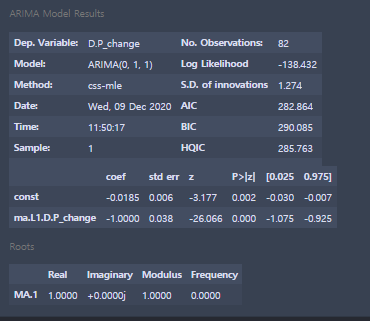 ARIMA Model Results
Dep. Variable: D.P_change No. Observations: 82
Model: ARIMA(0, 1, 1) Log Likelihood -138.432
Method: css-mle S.D. of innovations 1.274
Date: Wed, 09 Dec 2020 AIC 282.864
Time: 11:50:17 BIC 290.085
Sample: 1 HQIC 285.763
coef std err z P>|z| [0.025 0.975]
const -0.0185 0.006 -3.177 0.002 -0.030 -0.007
ma.L1.D.P_change -1.0000 0.038 -26.066 0.000 -1.075 -0.925
Roots
Real Imaginary Modulus Frequency
MA.1 1.0000 +0.0000j 1.0000 0.0000